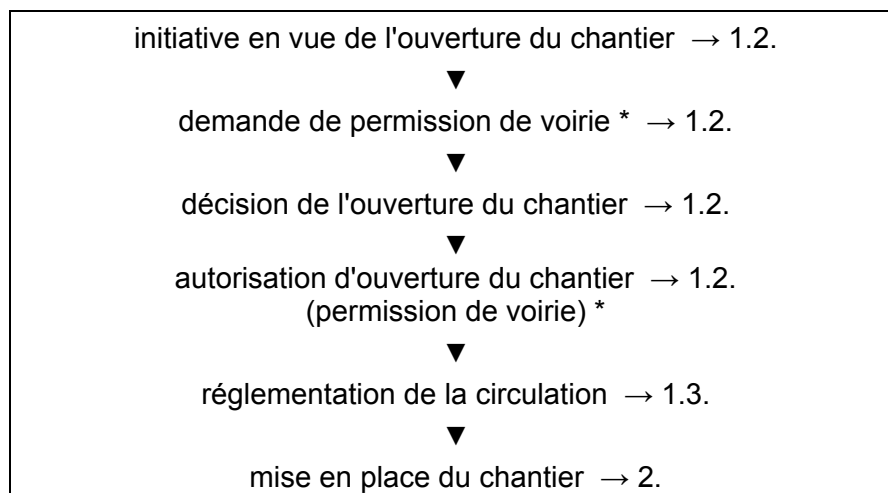 initiative en vue de l'ouverture du chantier → 1.2.
▼
demande de permission de voirie * → 1.2.
▼
décision de l'ouverture du chantier → 1.2.
▼
autorisation d'ouverture du chantier → 1.2.
(permission de voirie) *
▼
réglementation de la circulation → 1.3.
▼
mise en place du chantier → 2.